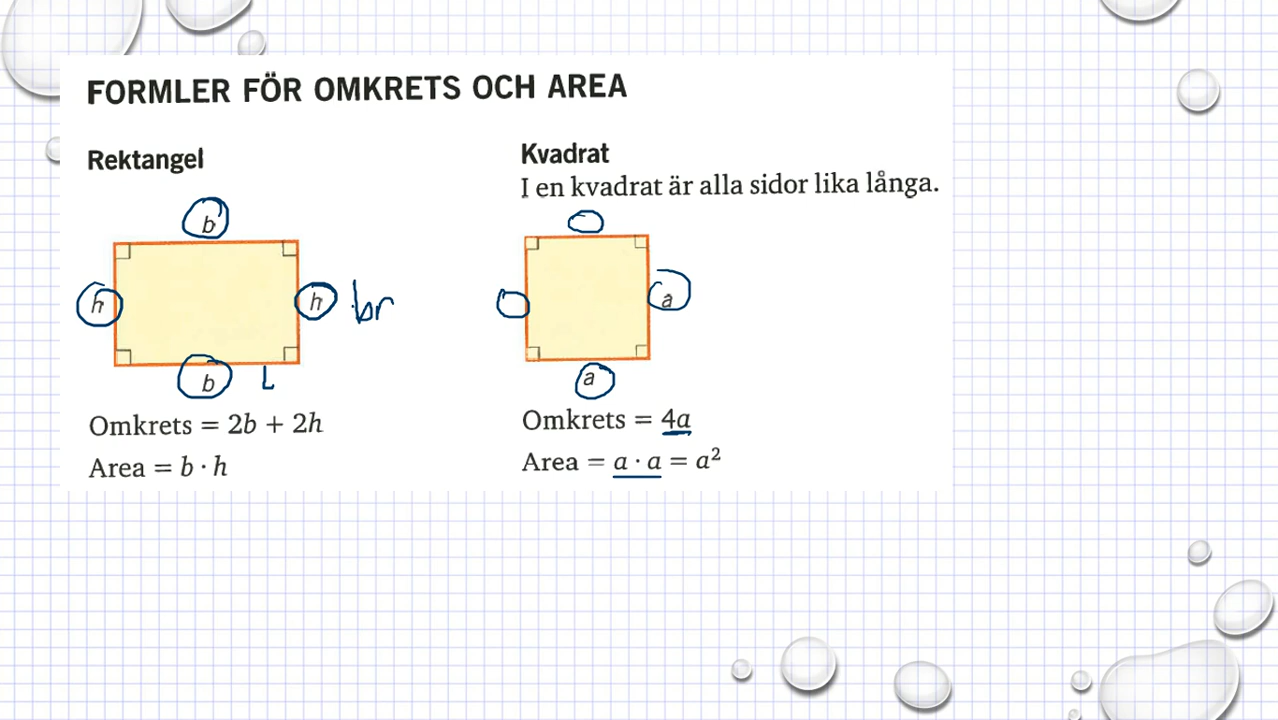 FORMLER FÖR OMKRETS OCH AREA
Rektangel
b
h
h
br
b
L
Omkrets = 2b + 2h
Area = b · h
Kvadrat
I en kvadrat är alla sidor lika långa.
a
a
Omkrets = 4a
Area = a · a = a²